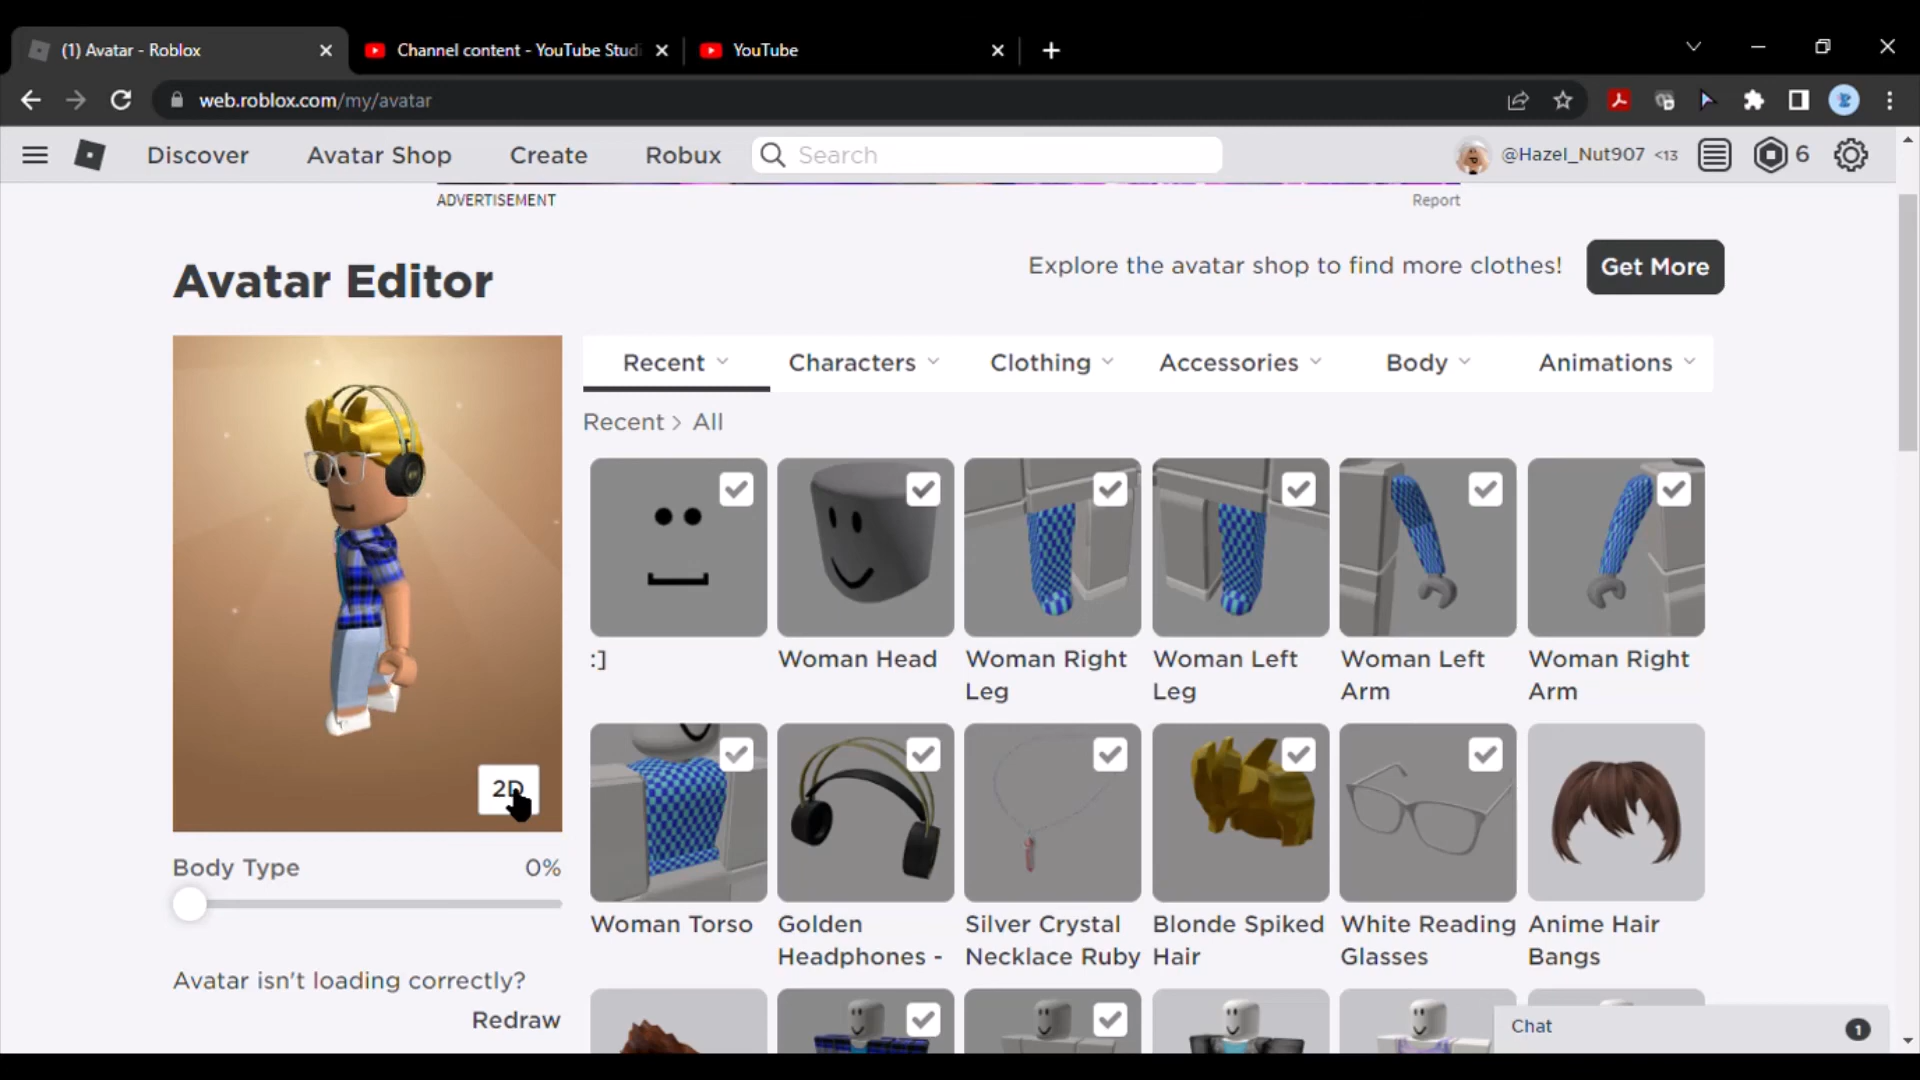 (1) Avatar - Roblox
Channel content - YouTube Studi
YouTube
web.roblox.com/my/avatar
Discover
Avatar Shop
Create
Robux
Search
@Hazel_Nut907 <13
6
ADVERTISEMENT
Report
Avatar Editor
Explore the avatar shop to find more clothes!
Get More
Recent
Characters
Clothing
Accessories
Body
Animations
Recent > All
:]
Woman Head
Woman Right
Leg
Woman Left
Leg
Woman Left
Arm
Woman Right
Arm
2D
Woman Torso
Golden
Headphones -
Silver Crystal
Necklace Ruby
Blonde Spiked
Hair
White Reading
Glasses
Anime Hair
Bangs
Body Type 0%
Avatar isn't loading correctly?
Redraw
Chat
1